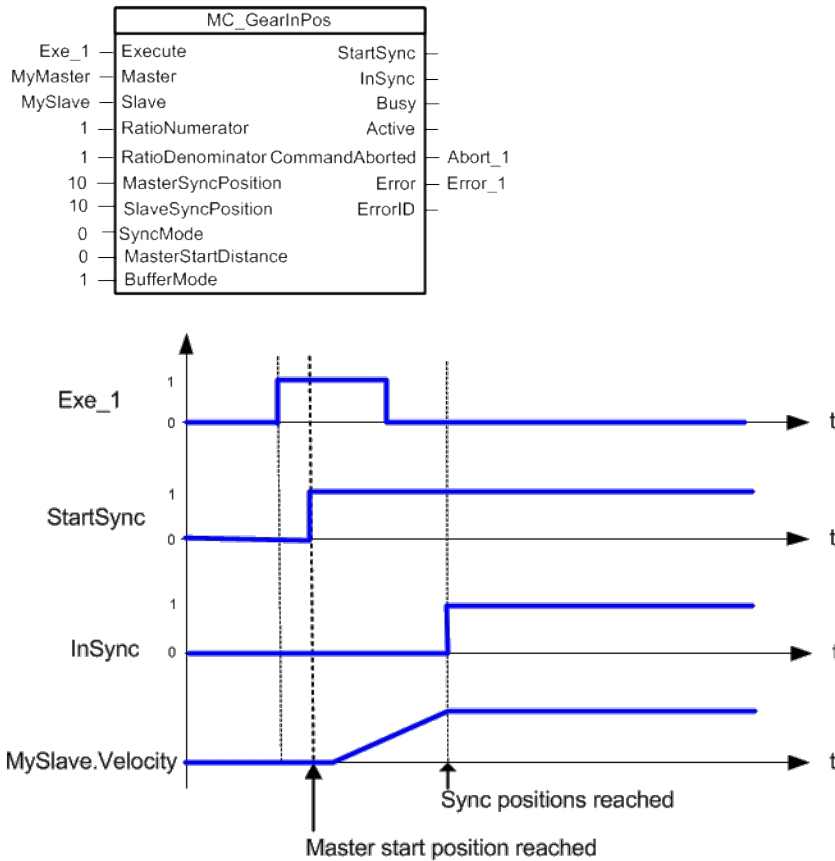 MC_GearInPos
Exe_1 Execute StartSync
MyMaster Master InSync
MySlave Slave Busy
1 RatioNumerator Active
1 RatioDenominator CommandAborted Abort_1
10 MasterSyncPosition Error Error_1
10 SlaveSyncPosition ErrorID
0 SyncMode
0 MasterStartDistance
1 BufferMode
1
Exe_1
0 t
1
StartSync
0 t
1
InSync
0 t
MySlave.Velocity t
Sync positions reached
Master start position reached